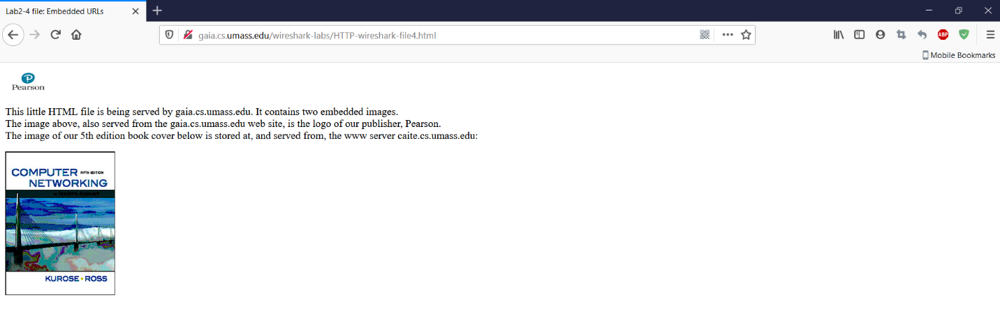 Lab2-4 file: Embedded URLs
gaia.cs.umass.edu/wireshark-labs/HTTP-wireshark-file4.html
ABP
Mobile Bookmarks
P
Pearson
This little HTML file is being served by gaia.cs.umass.edu. It contains two embedded images.
The image above, also served from the gaia.cs.umass.edu web site, is the logo of our publisher, Pearson.
The image of our 5th edition book cover below is stored at, and served from, the www server caite.cs.umass.edu:
COMPUTER FIFTH EDITION
NETWORKING
KUROSE • ROSS